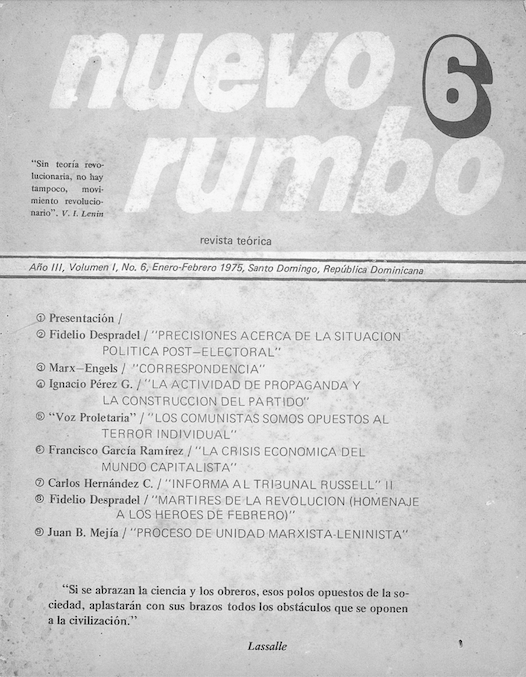 nuevo 6
rumbo
"Sin teoría revo-
lucionaria, no hay
tampoco, movi-
miento revolucio-
nario". V. I. Lenin
revista teórica
Año III, Volumen I, No. 6, Enero-Febrero 1975, Santo Domingo, República Dominicana
① Presentación /
② Fidelio Despradel / "PRECISIONES ACERCA DE LA SITUACION
POLITICA POST—ELECTORAL"
③ Marx—Engels / "CORRESPONDENCIA"
④ Ignacio Pérez G. / "LA ACTIVIDAD DE PROPAGANDA Y
LA CONSTRUCCION DEL PARTIDO"
⑤ "Voz Proletaria" / "LOS COMUNISTAS SOMOS OPUESTOS AL
TERROR INDIVIDUAL"
⑥ Francisco García Ramírez / "LA CRISIS ECONOMICA DEL
MUNDO CAPITALISTA"
⑦ Carlos Hernández C. / "INFORMA AL TRIBUNAL RUSSELL" II
⑧ Fidelio Despradel / "MARTIRES DE LA REVOLUCION (HOMENAJE
A LOS HEROES DE FEBRERO)"
⑨ Juan B. Mejía / "PROCESO DE UNIDAD MARXISTA-LENINISTA"
"Si se abrazan la ciencia y los obreros, esos polos opuestos de la so-
ciedad, aplastarán con sus brazos todos los obstáculos que se oponen
a la civilización."
Lassalle